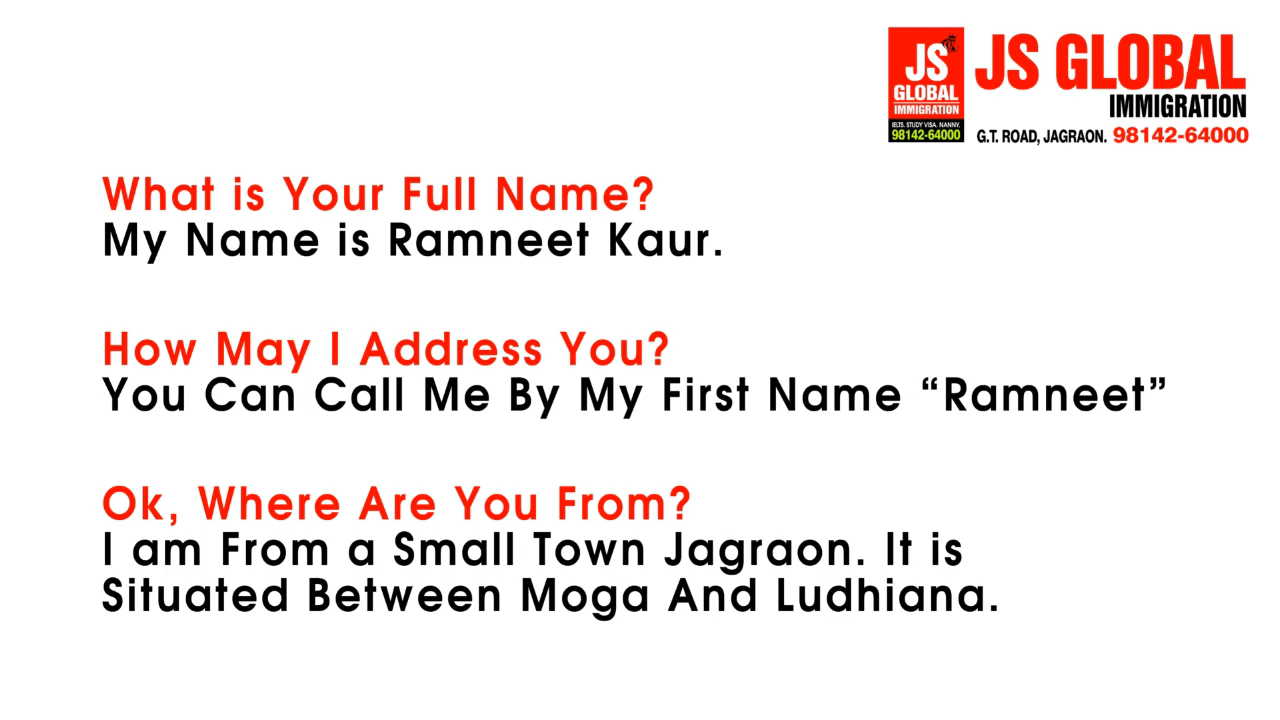 JS
GLOBAL
IMMIGRATION
IELTS. STUDY VISA. NANNY.
98142-64000
JS GLOBAL
IMMIGRATION
G.T. ROAD, JAGRAON. 98142-64000
What is Your Full Name?
My Name is Ramneet Kaur.
How May I Address You?
You Can Call Me By My First Name “Ramneet”
Ok, Where Are You From?
I am From a Small Town Jagraon. It is
Situated Between Moga And Ludhiana.